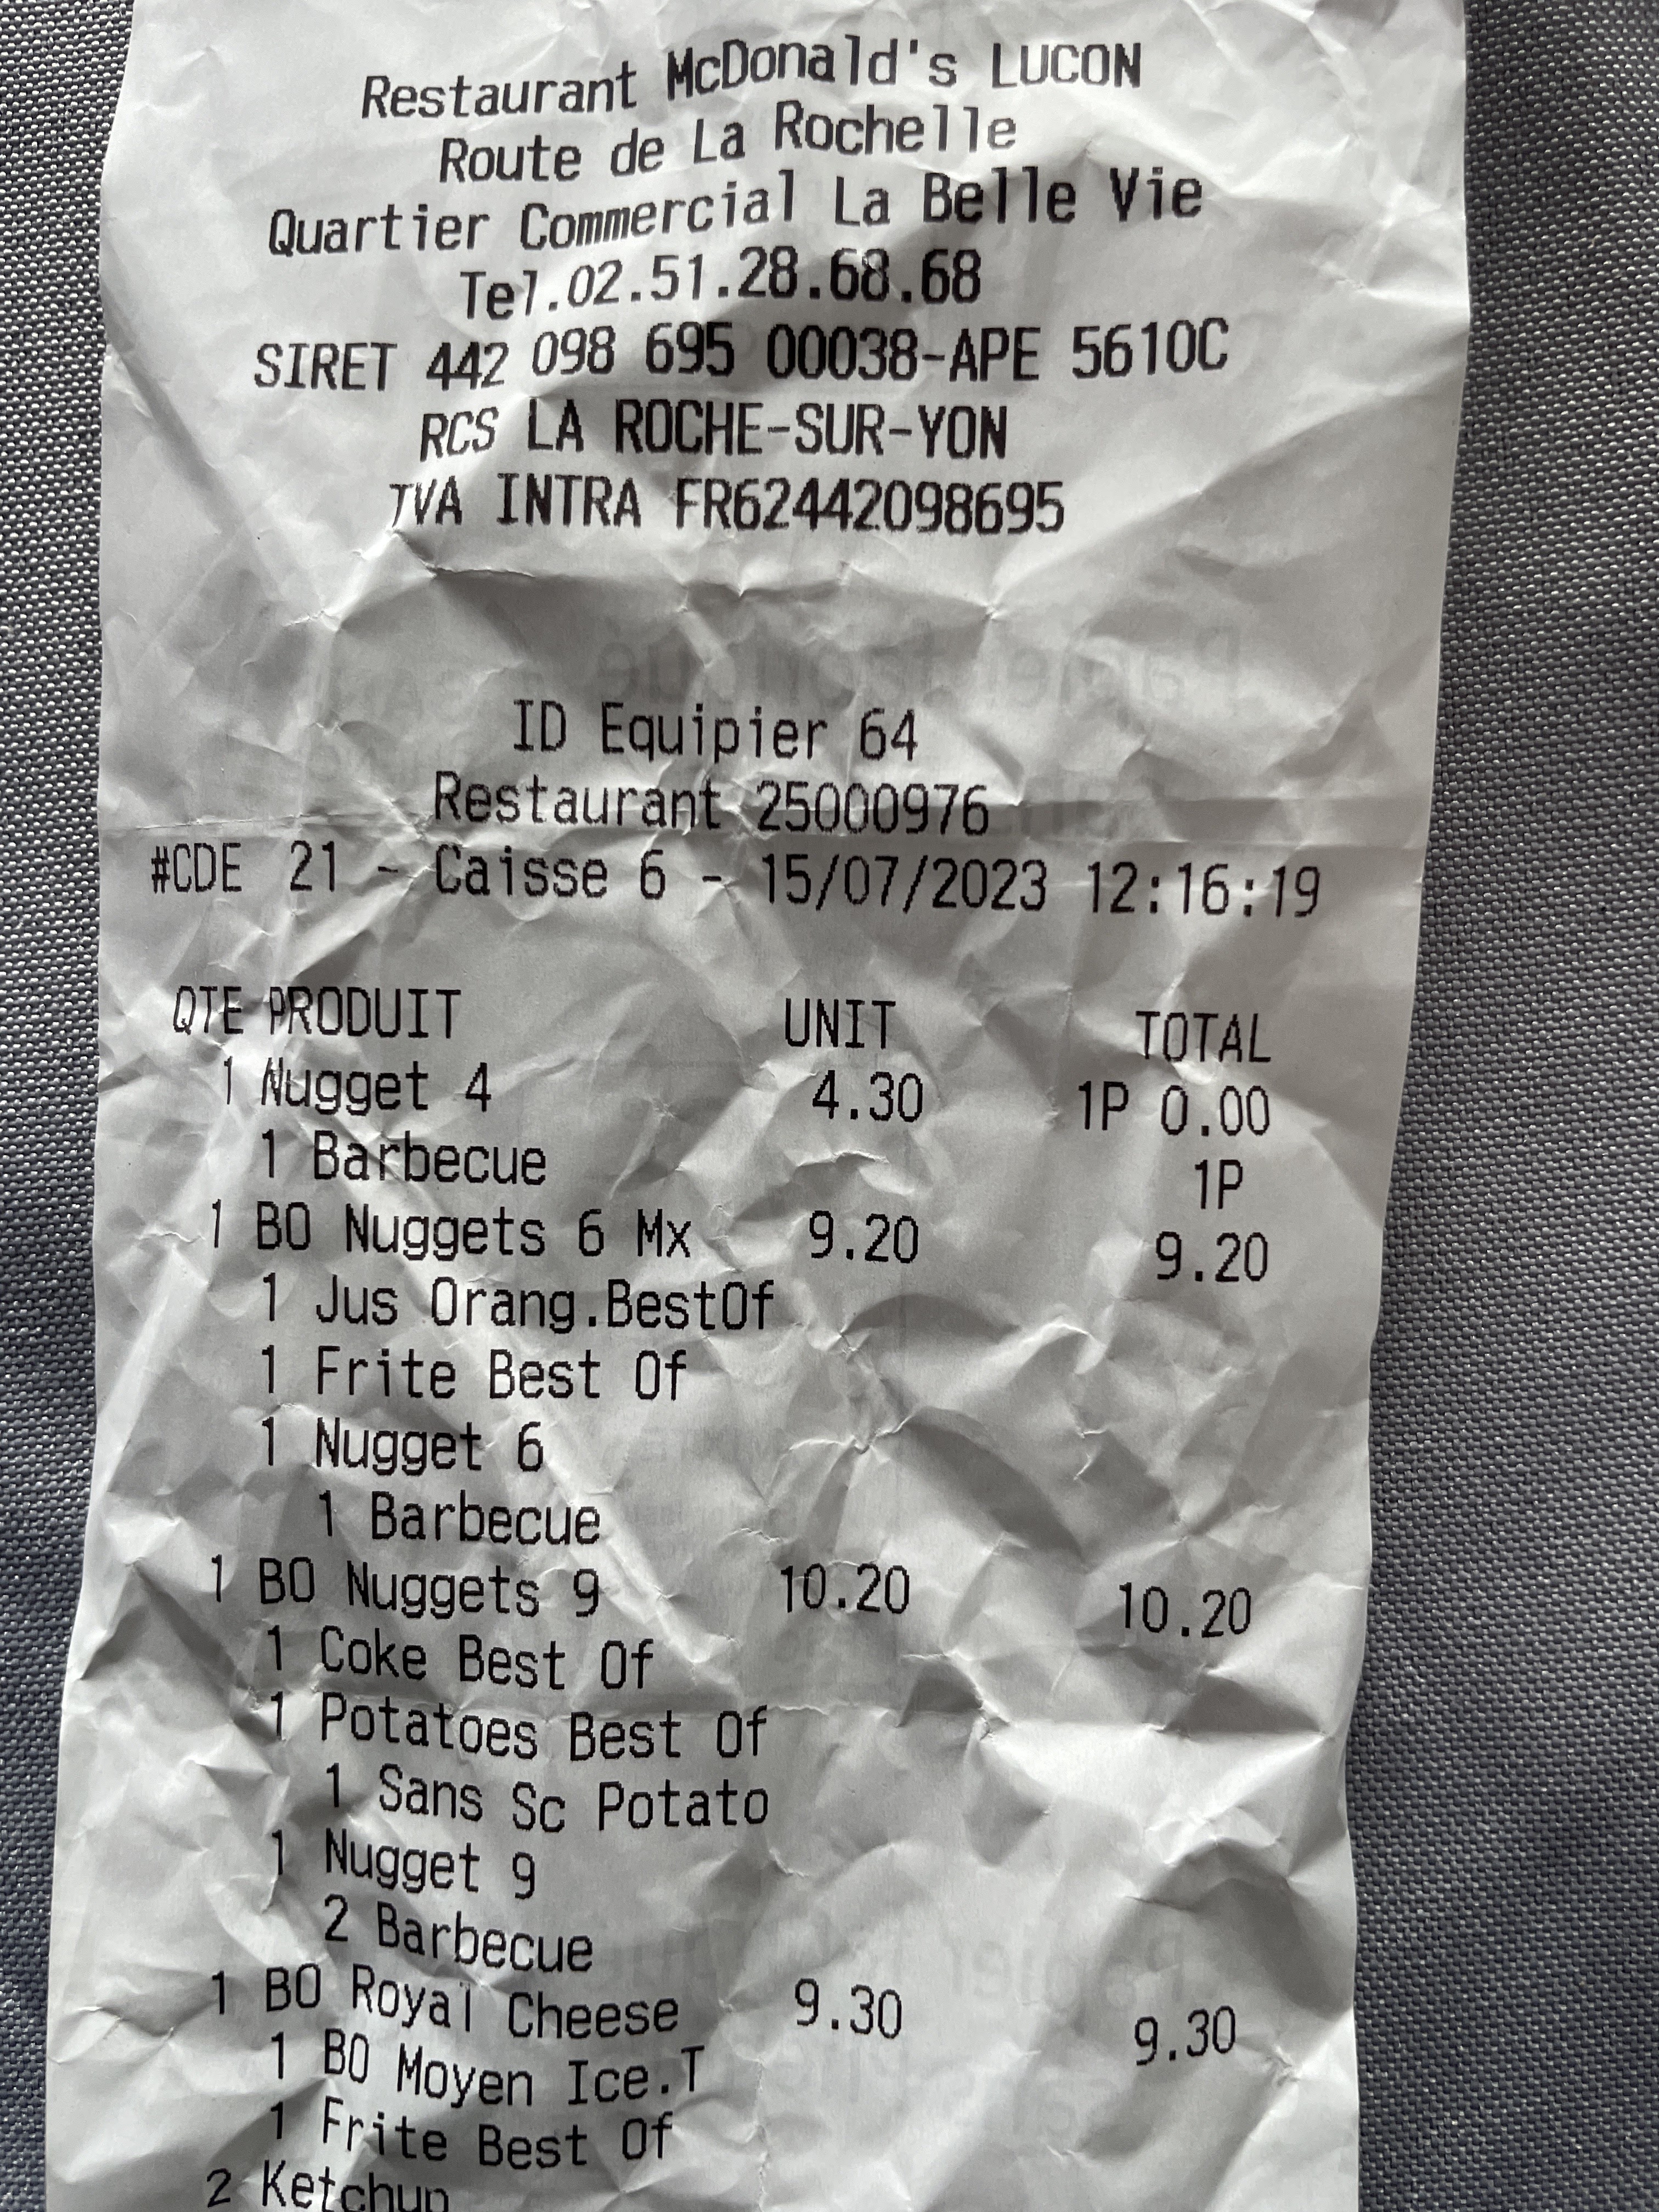 Restaurant McDonald's LUCON
Route de La Rochelle
Quartier Commercial La Belle Vie
Tel.02.51.28.68.68
SIRET 442 098 695 00038-APE 5610C
RCS LA ROCHE-SUR-YON
TVA INTRA FR62442098695
ID Equipier 64
Restaurant 25000976
#CDE 21 - Caisse 6 - 15/07/2023 12:16:19
QTE PRODUIT UNIT TOTAL
1 Nugget 4 4.30 1P 0.00
1 Barbecue 1P
1 BO Nuggets 6 Mx 9.20 9.20
1 Jus Orang.BestOf
1 Frite Best Of
1 Nugget 6
1 Barbecue
1 BO Nuggets 9 10.20 10.20
1 Coke Best Of
1 Potatoes Best Of
1 Sans Sc Potato
1 Nugget 9
2 Barbecue
1 BO Royal Cheese 9.30 9.30
1 BO Moyen Ice.T
1 Frite Best Of
2 Ketchup